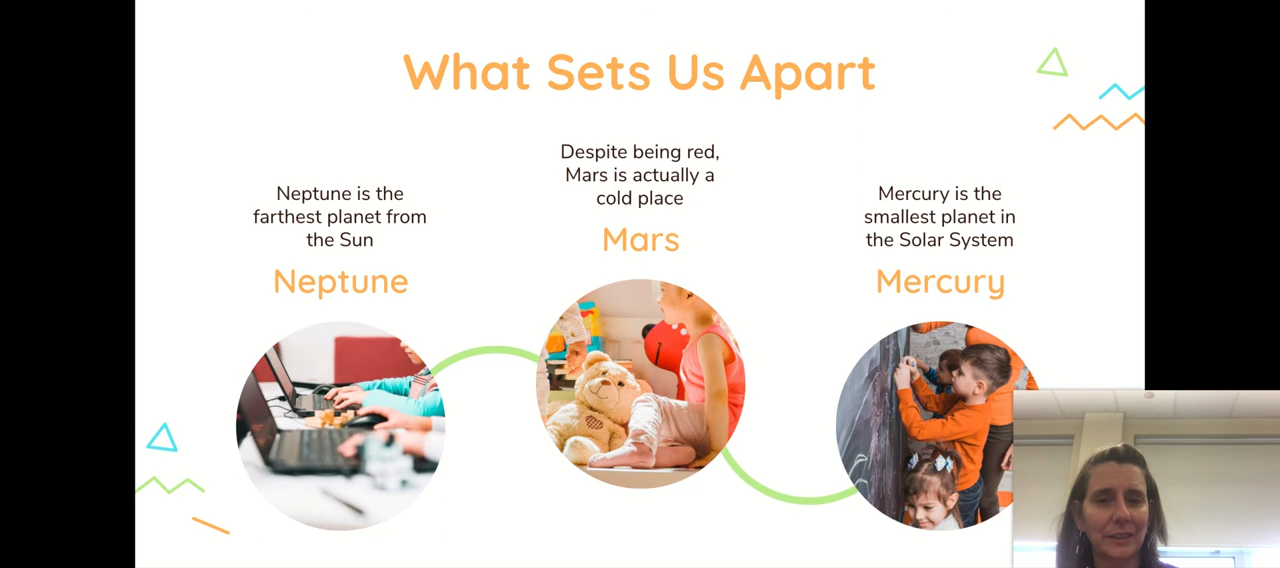 What Sets Us Apart
Neptune is the
farthest planet from
the Sun
Neptune
Despite being red,
Mars is actually a
cold place
Mars
Mercury is the
smallest planet in
the Solar System
Mercury